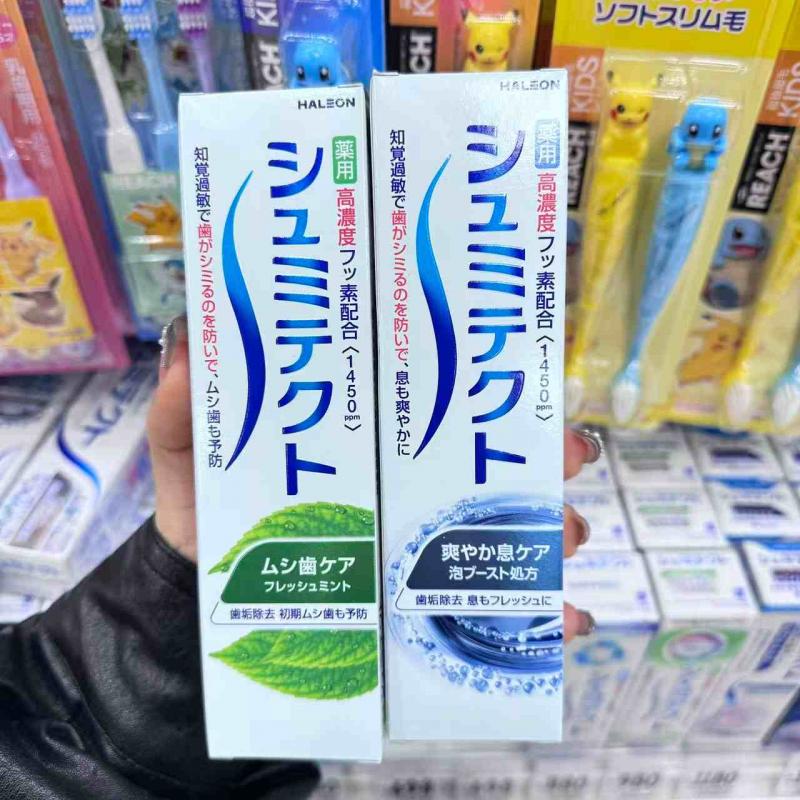 HALEON
薬用
シュミテクト
高濃度フッ素配合〈1450ppm〉
知覚過敏で歯がシミるのを防いで、ムシ歯も予防
ムシ歯ケア
フレッシュミント
歯垢除去 初期ムシ歯も予防
HALEON
薬用
シュミテクト
高濃度フッ素配合〈1450ppm〉
知覚過敏で歯がシミるのを防いで、息も爽やかに
爽やか息ケア
泡ブースト処方
歯垢除去 息もフレッシュに
ソフトスリム毛
REACH
KIDS
REACH
KIDS
REACH
KIDS